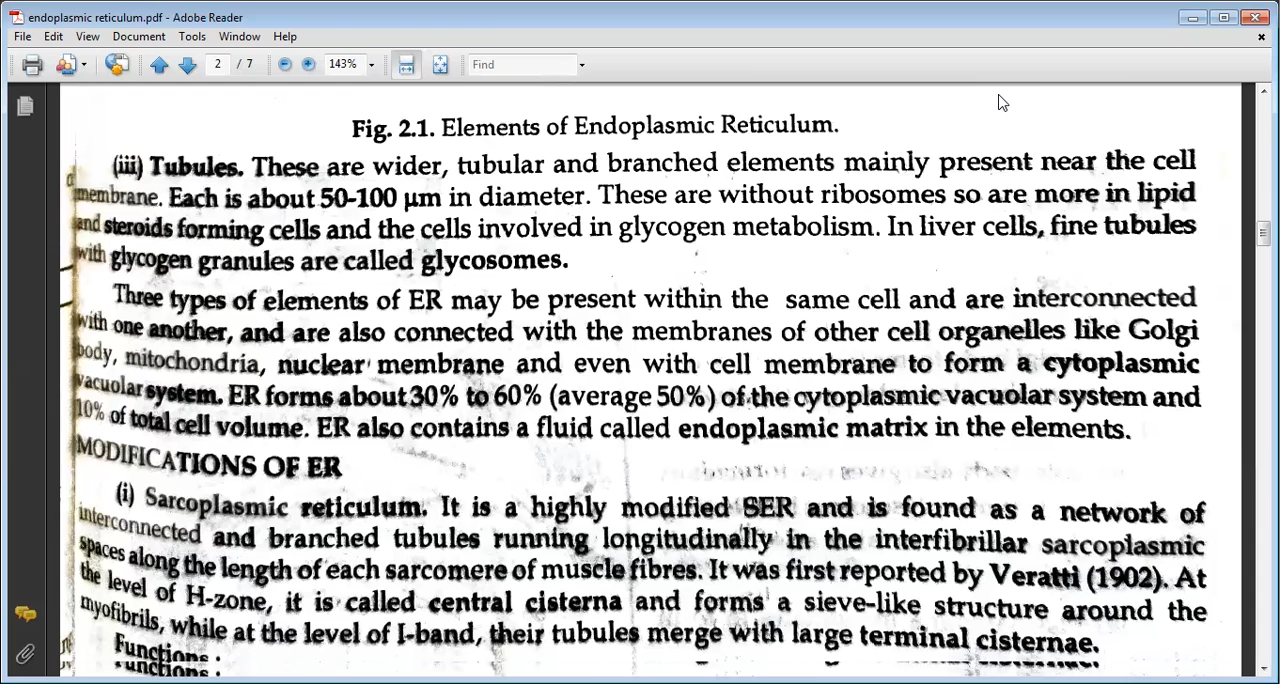 endoplasmic reticulum.pdf - Adobe Reader
File Edit View Document Tools Window Help
2 / 7 143% Find
Fig. 2.1. Elements of Endoplasmic Reticulum.
(iii) Tubules. These are wider, tubular and branched elements mainly present near the cell
membrane. Each is about 50-100 µm in diameter. These are without ribosomes so are more in lipid
and steroids forming cells and the cells involved in glycogen metabolism. In liver cells, fine tubules
with glycogen granules are called glycosomes.
Three types of elements of ER may be present within the same cell and are interconnected
with one another, and are also connected with the membranes of other cell organelles like Golgi
body, mitochondria, nuclear membrane and even with cell membrane to form a cytoplasmic
vacuolar system. ER forms about 30% to 60% (average 50%) of the cytoplasmic vacuolar system and
10% of total cell volume. ER also contains a fluid called endoplasmic matrix in the elements.
MODIFICATIONS OF ER
(i) Sarcoplasmic reticulum. It is a highly modified SER and is found as a network of
interconnected and branched tubules running longitudinally in the interfibrillar sarcoplasmic
spaces along the length of each sarcomere of muscle fibres. It was first reported by Veratti (1902). At
the level of H-zone, it is called central cisterna and forms a sieve-like structure around the
myofibrils, while at the level of I-band, their tubules merge with large terminal cisternae.
Functions :
Functions :